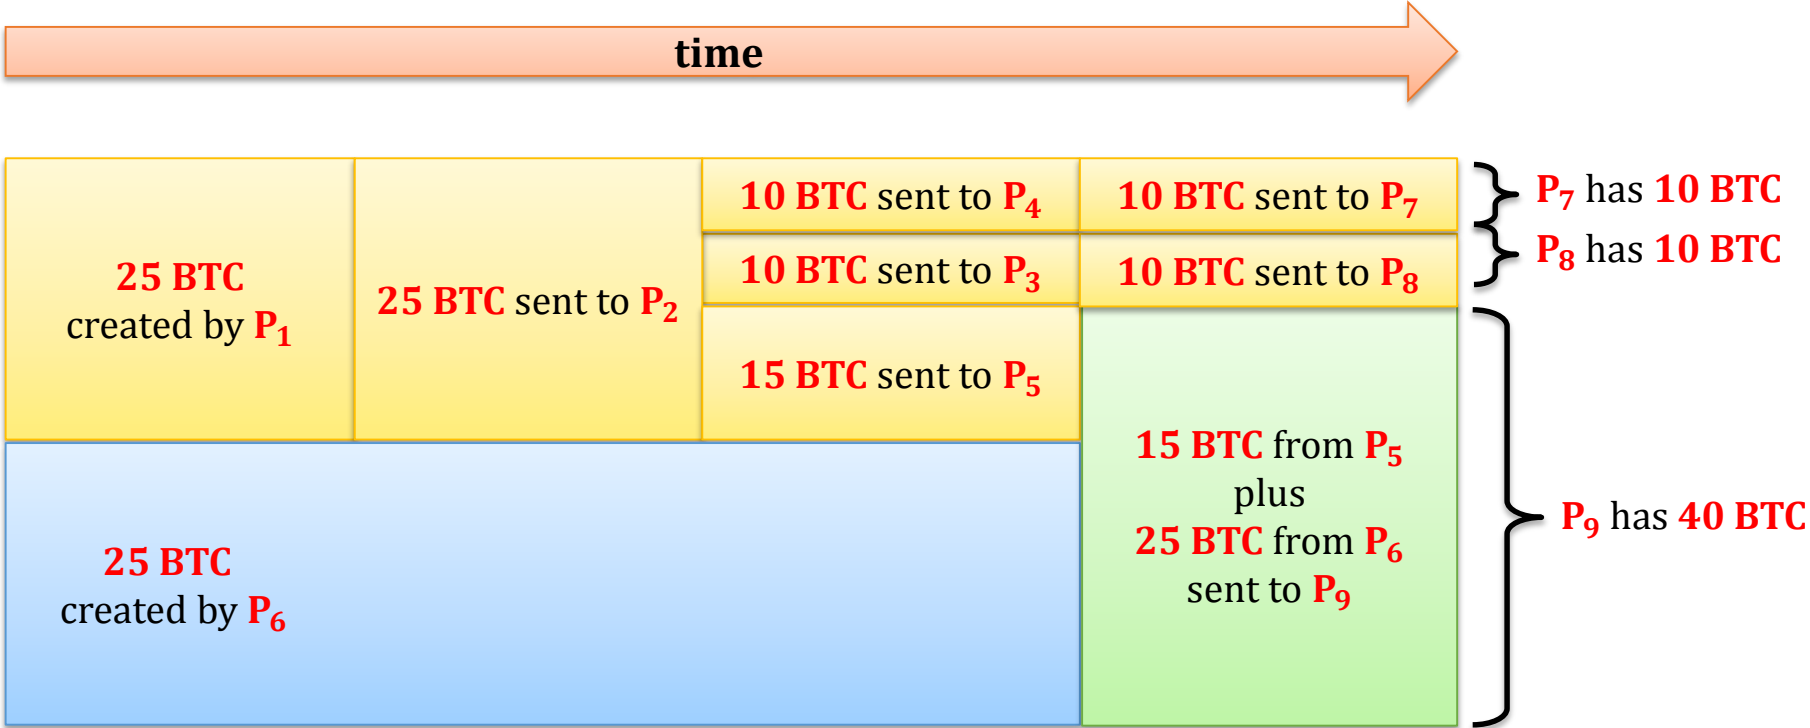 time
25 BTC
created by P₁
25 BTC sent to P₂
10 BTC sent to P₄
10 BTC sent to P₇
10 BTC sent to P₃
10 BTC sent to P₈
15 BTC sent to P₅
P₇ has 10 BTC
P₈ has 10 BTC
25 BTC
created by P₆
15 BTC from P₅
plus
25 BTC from P₆
sent to P₉
P₉ has 40 BTC